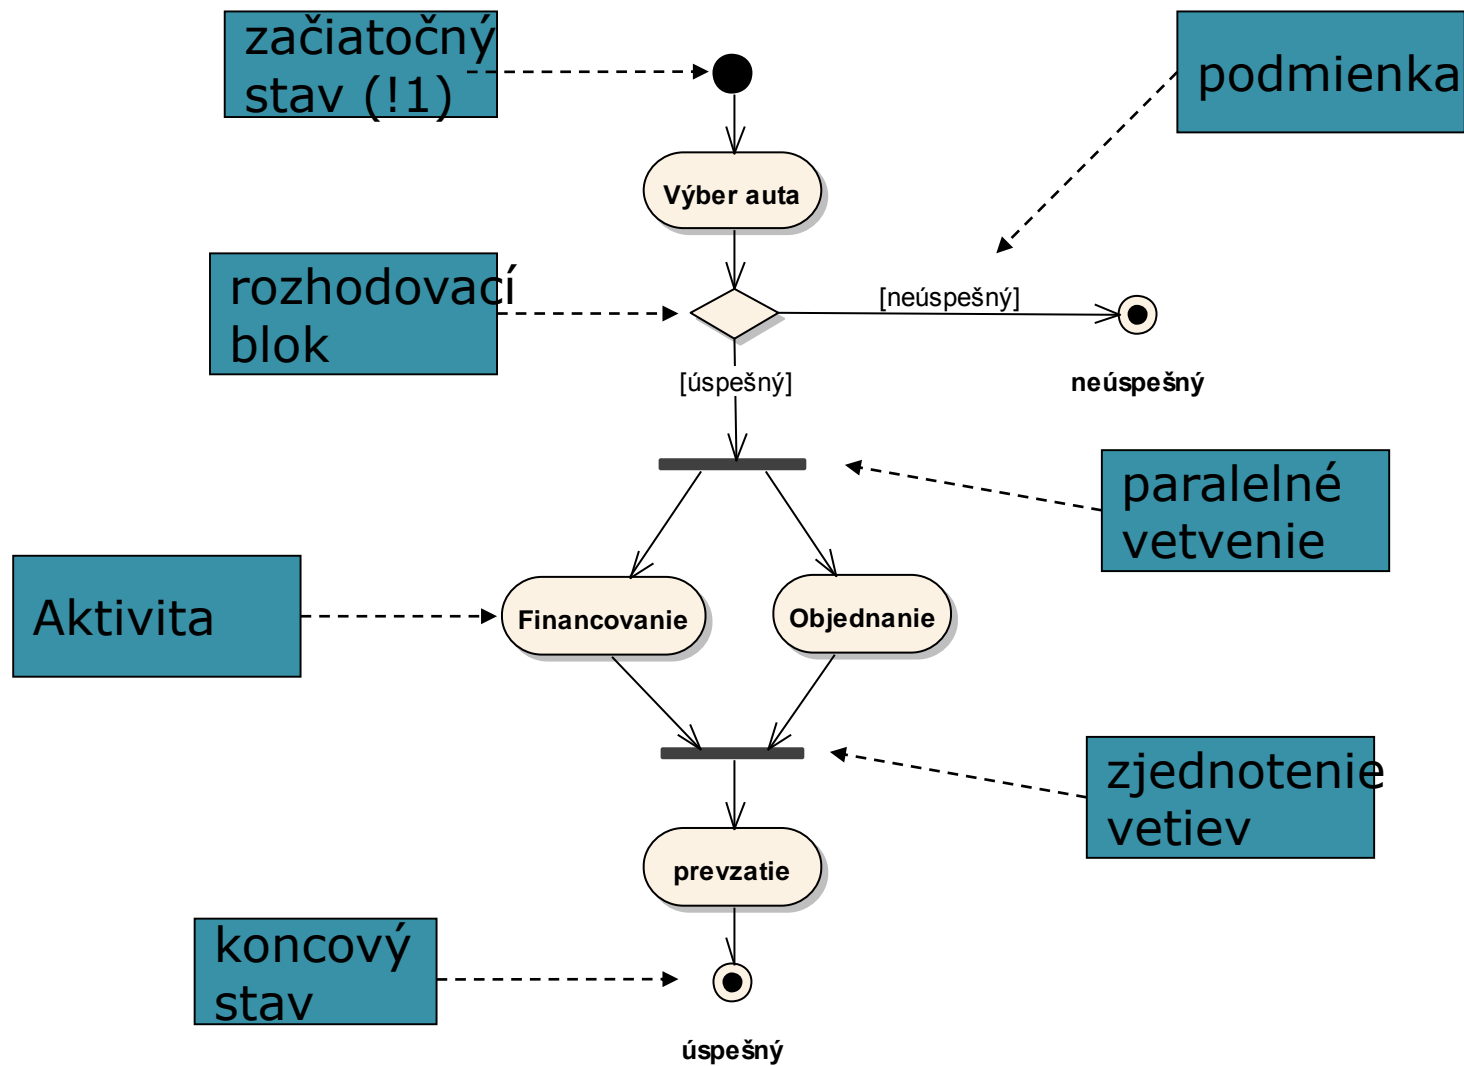 začiatočný
stav (!1)
podmienka
Výber auta
rozhodovací
blok
[neúspešný]
neúspešný
[úspešný]
paralelné
vetvenie
Aktivita
Financovanie
Objednanie
zjednotenie
vetiev
prevzatie
koncový
stav
úspešný